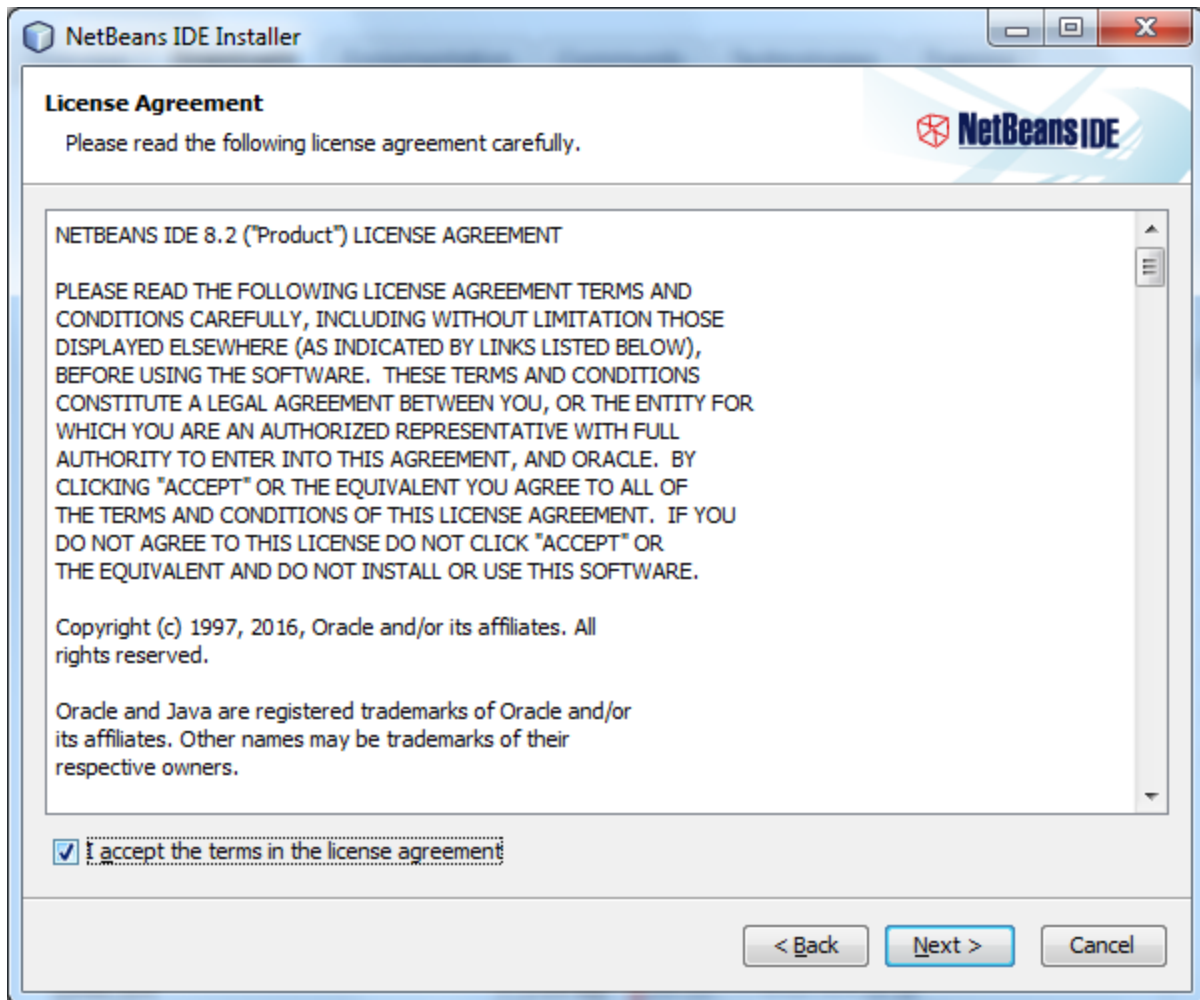 NetBeans IDE Installer
License Agreement
Please read the following license agreement carefully.
NetBeans IDE
NETBEANS IDE 8.2 ("Product") LICENSE AGREEMENT
PLEASE READ THE FOLLOWING LICENSE AGREEMENT TERMS AND
CONDITIONS CAREFULLY, INCLUDING WITHOUT LIMITATION THOSE
DISPLAYED ELSEWHERE (AS INDICATED BY LINKS LISTED BELOW),
BEFORE USING THE SOFTWARE.  THESE TERMS AND CONDITIONS
CONSTITUTE A LEGAL AGREEMENT BETWEEN YOU, OR THE ENTITY FOR
WHICH YOU ARE AN AUTHORIZED REPRESENTATIVE WITH FULL
AUTHORITY TO ENTER INTO THIS AGREEMENT, AND ORACLE.  BY
CLICKING "ACCEPT" OR THE EQUIVALENT YOU AGREE TO ALL OF
THE TERMS AND CONDITIONS OF THIS LICENSE AGREEMENT.  IF YOU
DO NOT AGREE TO THIS LICENSE DO NOT CLICK "ACCEPT" OR
THE EQUIVALENT AND DO NOT INSTALL OR USE THIS SOFTWARE.
Copyright (c) 1997, 2016, Oracle and/or its affiliates. All
rights reserved.
Oracle and Java are registered trademarks of Oracle and/or
its affiliates. Other names may be trademarks of their
respective owners.
I accept the terms in the license agreement
< Back
Next >
Cancel